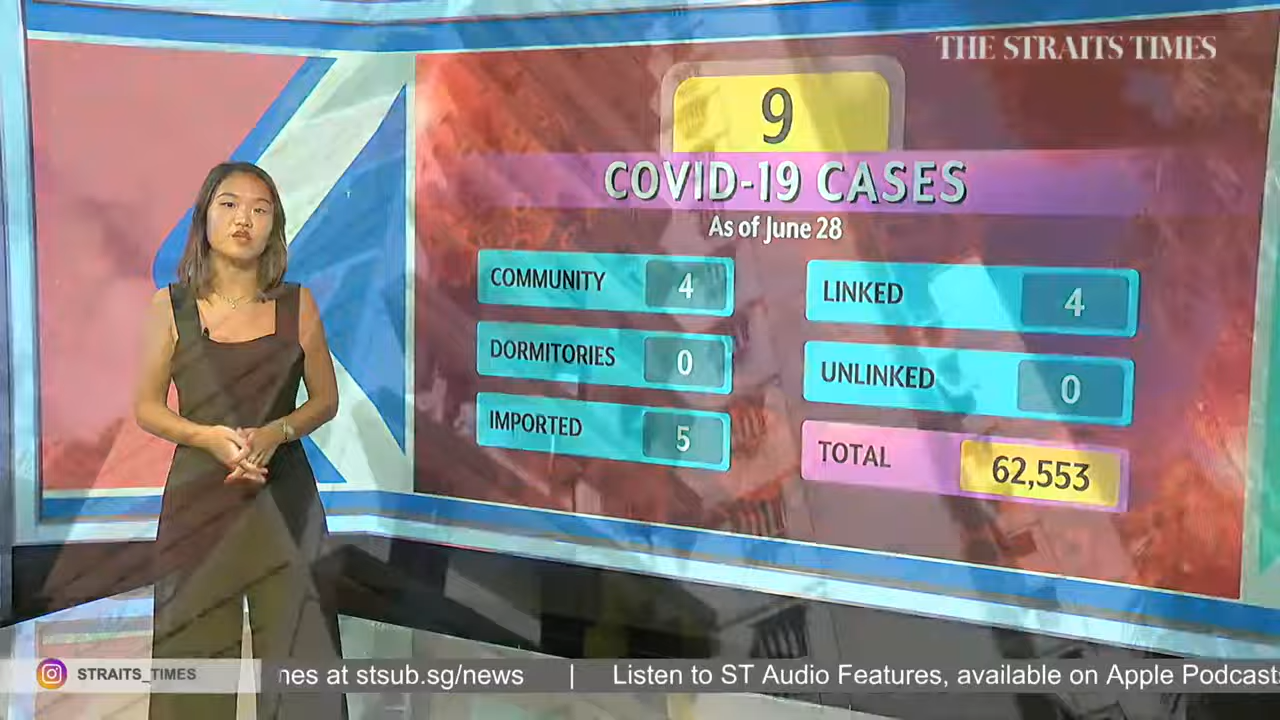 THE STRAITS TIMES
9
COVID-19 CASES
As of June 28
COMMUNITY 4
DORMITORIES 0
IMPORTED 5
LINKED 4
UNLINKED 0
TOTAL 62,553
STRAITS_TIMES
nes at stsub.sg/news | Listen to ST Audio Features, available on Apple Podcasts